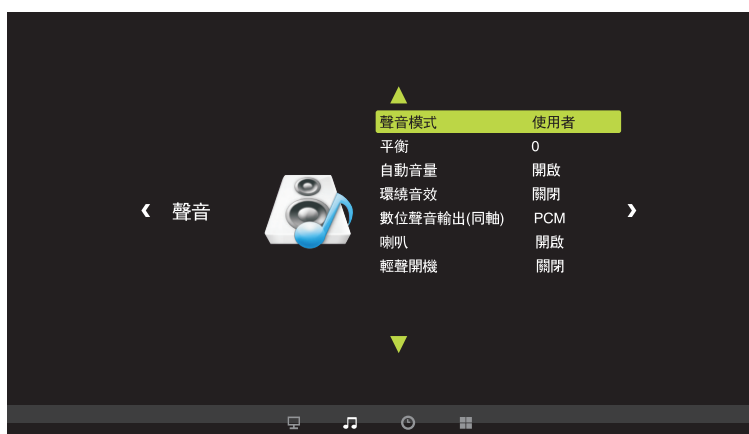 聲音
聲音模式 使用者
平衡 0
自動音量 開啟
環繞音效 關閉
數位聲音輸出(同軸) PCM
喇叭 開啟
輕聲開機 關閉